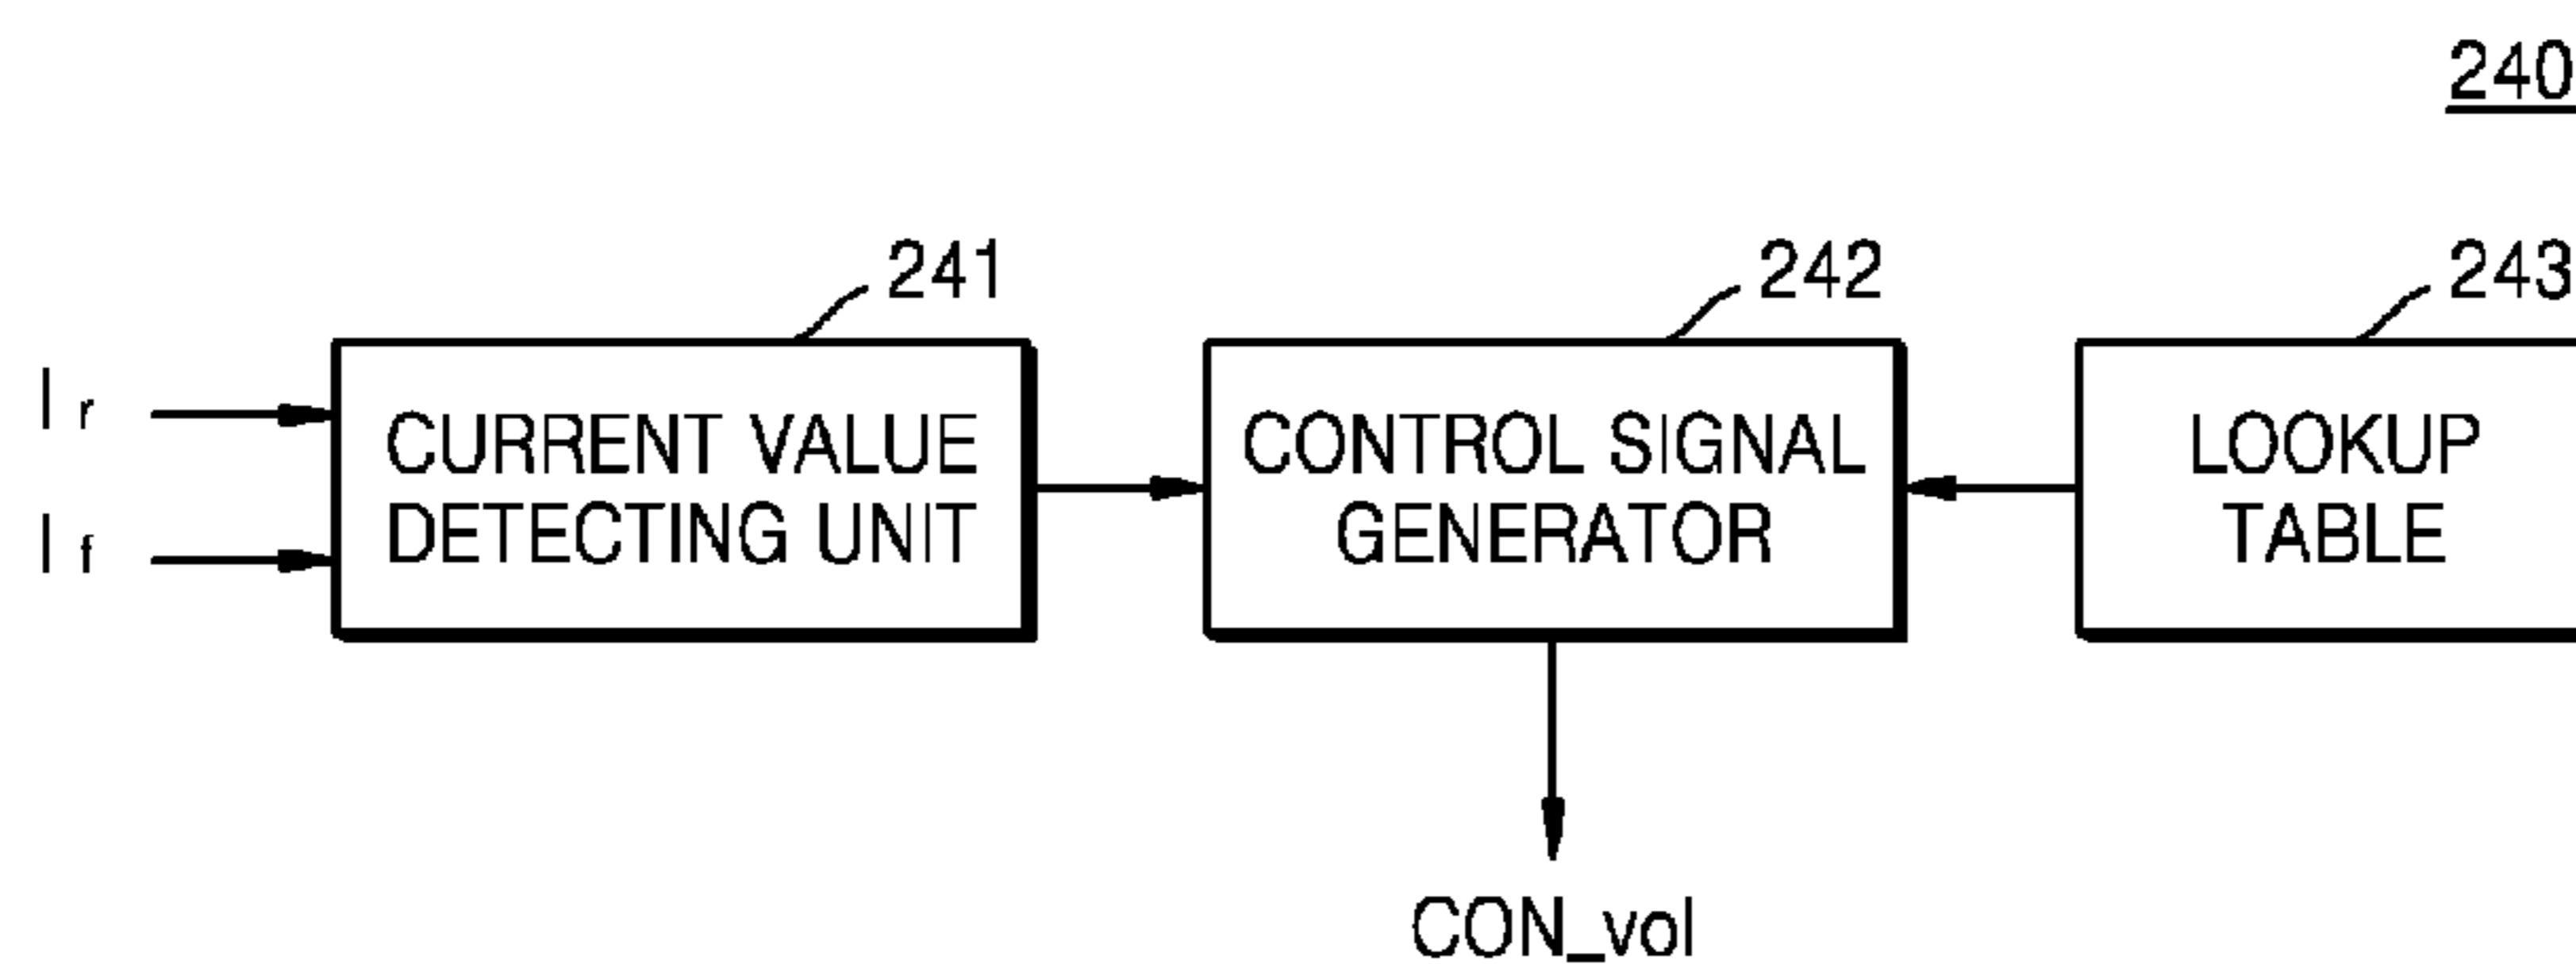 240
241
242
243
Ir
If
CURRENT VALUE
DETECTING UNIT
CONTROL SIGNAL
GENERATOR
LOOKUP
TABLE
CON_vol